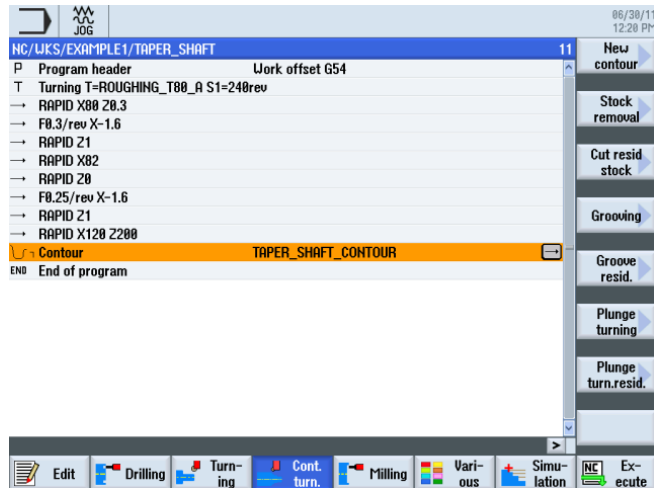 JOG
06/30/11
12:20 PM
NC/WKS/EXAMPLE1/TAPER_SHAFT 11
P Program header Work offset G54
T Turning T=ROUGHING_T80_A S1=240rev
→ RAPID X80 Z0.3
→ F0.3/rev X-1.6
→ RAPID Z1
→ RAPID X82
→ RAPID Z0
→ F0.25/rev X-1.6
→ RAPID Z1
→ RAPID X120 Z200
Contour TAPER_SHAFT_CONTOUR →
END End of program
New
contour
Stock
removal
Cut resid
stock
Grooving
Groove
resid.
Plunge
turning
Plunge
turn.resid.
>
Edit
Drilling
Turn-
ing
Cont.
turn.
Milling
Vari-
ous
Simu-
lation
NC
Ex-
ecute